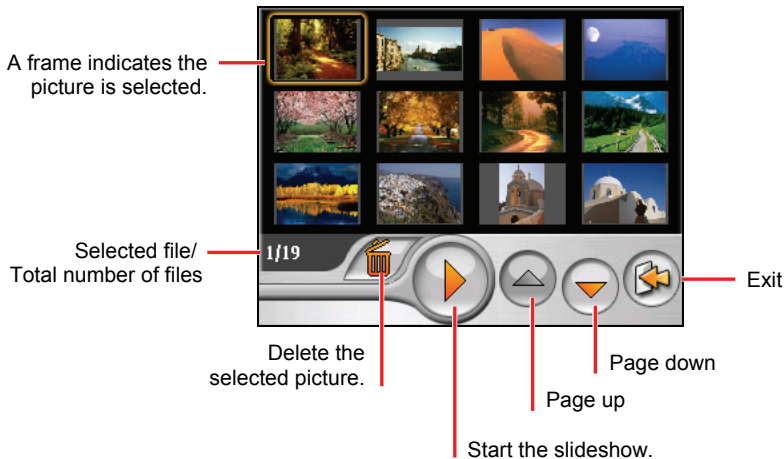 A frame indicates the
picture is selected.
Selected file/
Total number of files
1/19
Exit
Delete the
selected picture.
Page down
Page up
Start the slideshow.